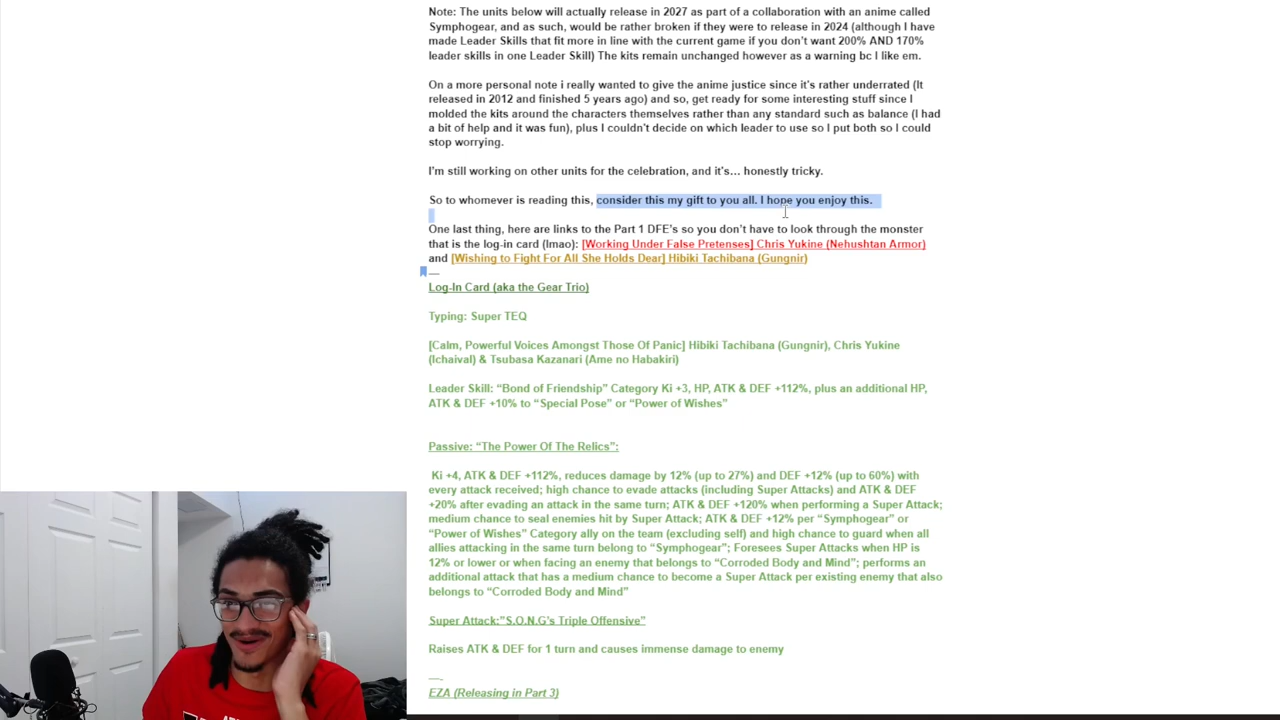 Note: The units below will actually release in 2027 as part of a collaboration with an anime called
Symphogear, and as such, would be rather broken if they were to release in 2024 (although I have
made Leader Skills that fit more in line with the current game if you don't want 200% AND 170%
leader skills in one Leader Skill) The kits remain unchanged however as a warning bc I like em.
On a more personal note i really wanted to give the anime justice since it's rather underrated (It
released in 2012 and finished 5 years ago) and so, get ready for some interesting stuff since I
molded the kits around the characters themselves rather than any standard such as balance (I had
a bit of help and it was fun), plus I couldn't decide on which leader to use so I put both so I could
stop worrying.
I'm still working on other units for the celebration, and it's… honestly tricky.
So to whomever is reading this, consider this my gift to you all. I hope you enjoy this.
One last thing, here are links to the Part 1 DFE's so you don't have to look through the monster
that is the log-in card (lmao): [Working Under False Pretenses] Chris Yukine (Nehushtan Armor)
and [Wishing to Fight For All She Holds Dear] Hibiki Tachibana (Gungnir)
—
Log-In Card (aka the Gear Trio)
Typing: Super TEQ
[Calm, Powerful Voices Amongst Those Of Panic] Hibiki Tachibana (Gungnir), Chris Yukine
(Ichaival) & Tsubasa Kazanari (Ame no Habakiri)
Leader Skill: “Bond of Friendship” Category Ki +3, HP, ATK & DEF +112%, plus an additional HP,
ATK & DEF +10% to “Special Pose” or “Power of Wishes”
Passive: “The Power Of The Relics”:
Ki +4, ATK & DEF +112%, reduces damage by 12% (up to 27%) and DEF +12% (up to 60%) with
every attack received; high chance to evade attacks (including Super Attacks) and ATK & DEF
+20% after evading an attack in the same turn; ATK & DEF +120% when performing a Super Attack;
medium chance to seal enemies hit by Super Attack; ATK & DEF +12% per “Symphogear” or
“Power of Wishes” Category ally on the team (excluding self) and high chance to guard when all
allies attacking in the same turn belong to “Symphogear”; Foresees Super Attacks when HP is
12% or lower or when facing an enemy that belongs to “Corroded Body and Mind”; performs an
additional attack that has a medium chance to become a Super Attack per existing enemy that also
belongs to “Corroded Body and Mind”
Super Attack:”S.O.N.G's Triple Offensive”
Raises ATK & DEF for 1 turn and causes immense damage to enemy
—-
EZA (Releasing in Part 3)